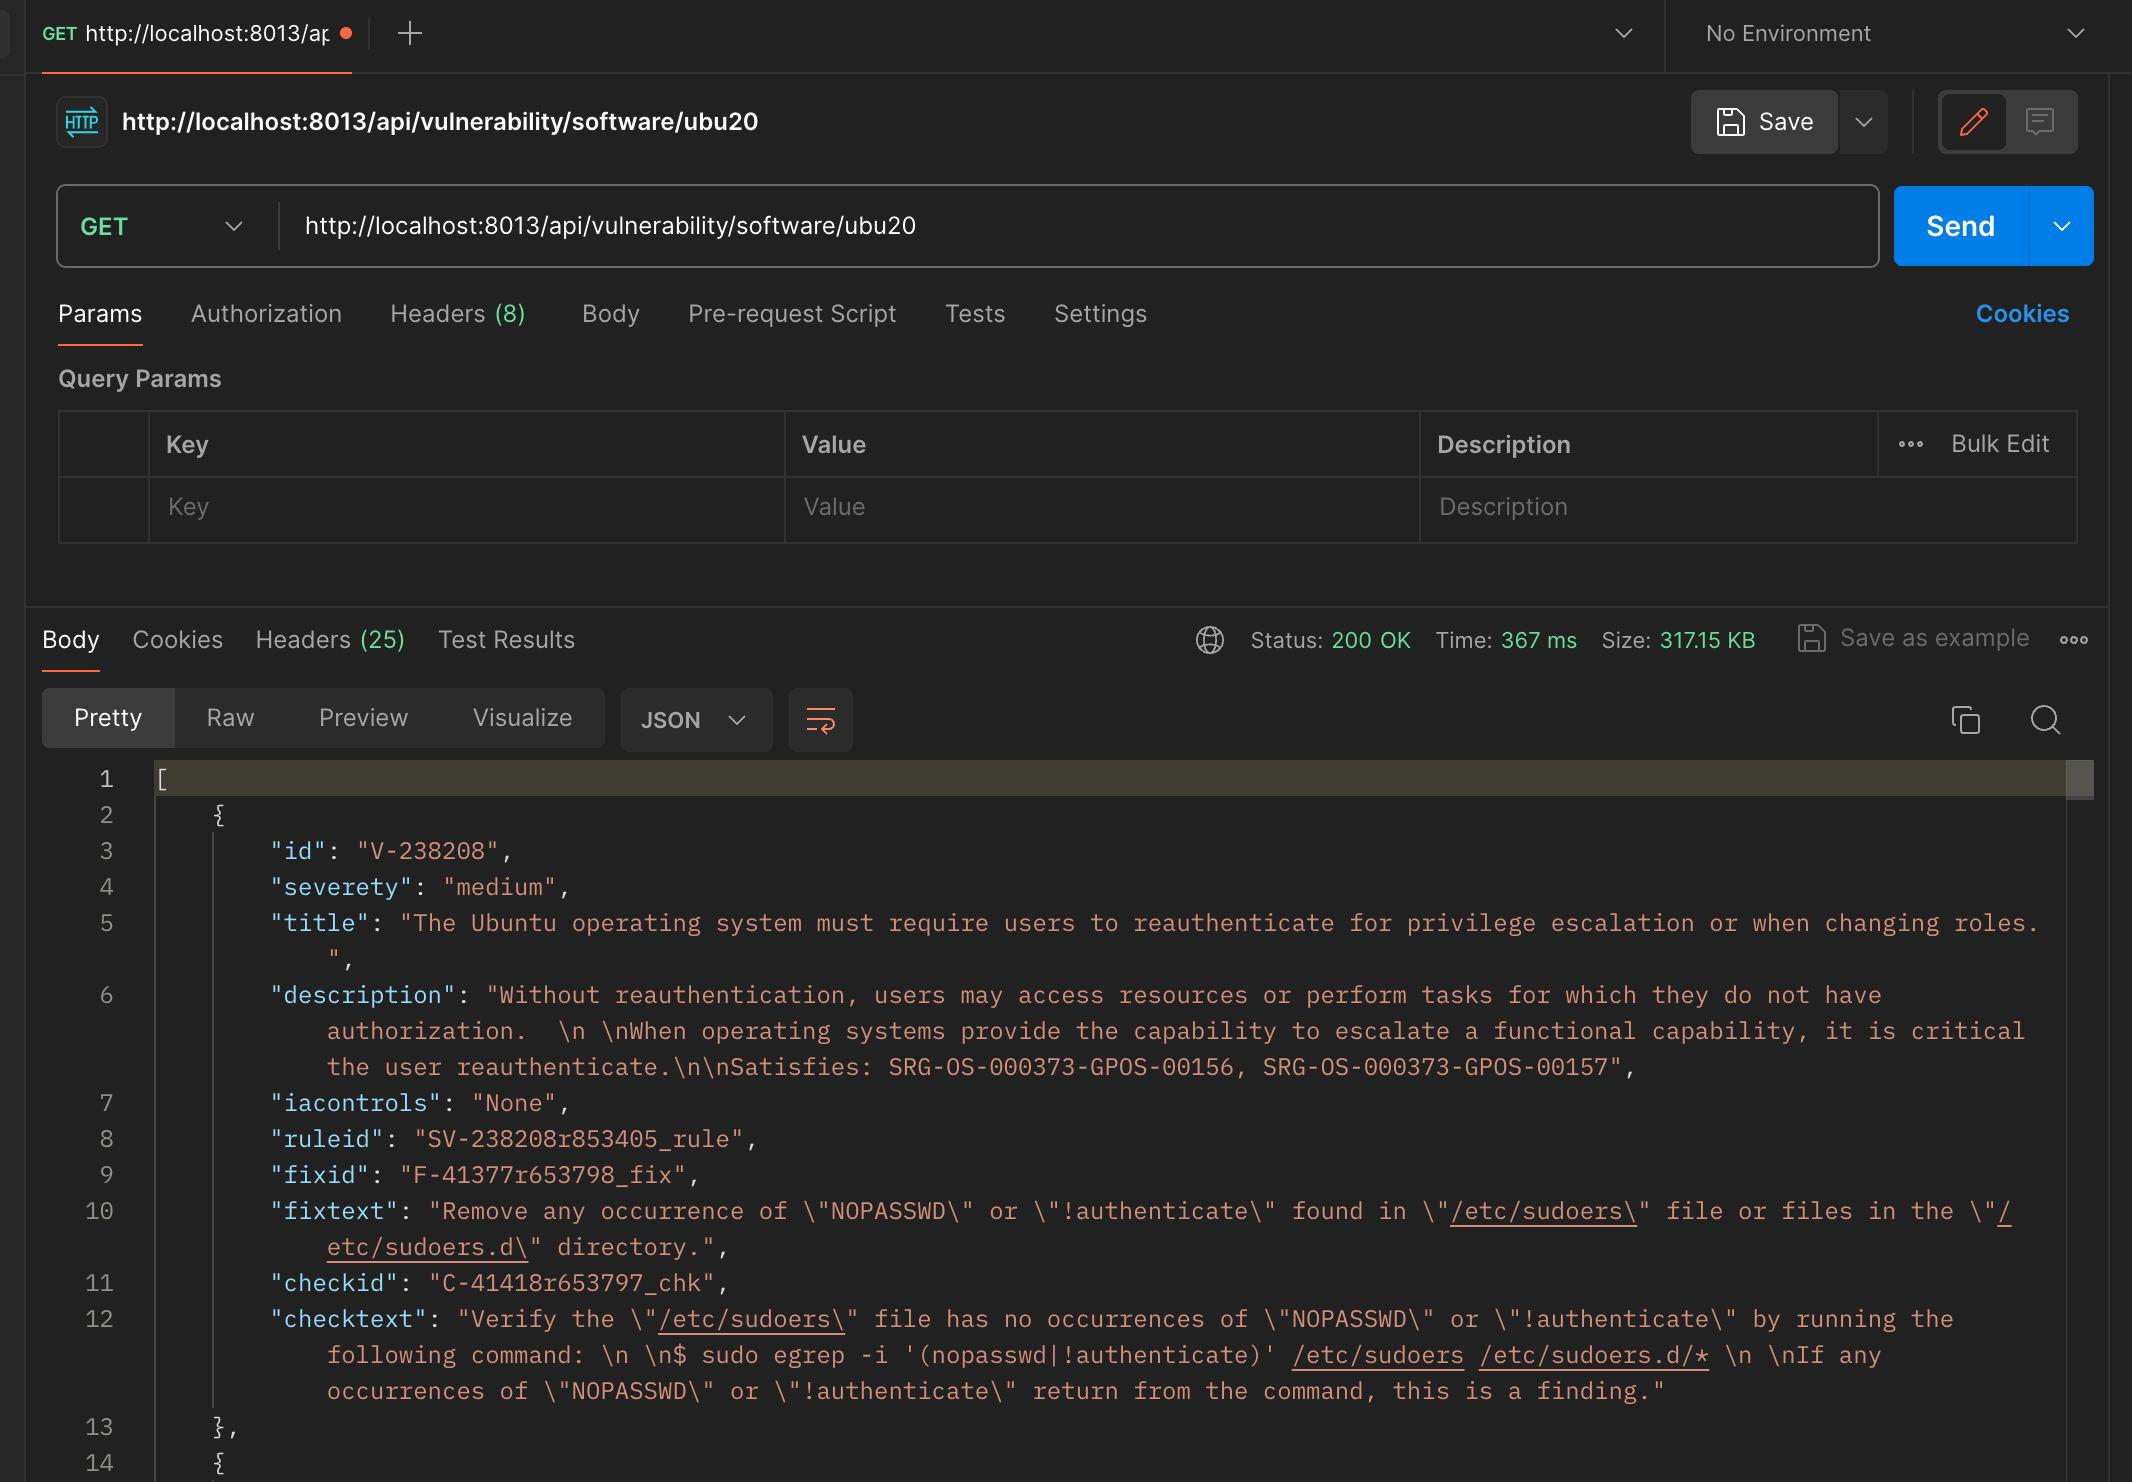 GET http://localhost:8013/ap
No Environment
HTTP http://localhost:8013/api/vulnerability/software/ubu20
Save
GET http://localhost:8013/api/vulnerability/software/ubu20
Send
Params Authorization Headers (8) Body Pre-request Script Tests Settings Cookies
Query Params
Key Value Description Bulk Edit
Key Value Description
Body Cookies Headers (25) Test Results Status: 200 OK Time: 367 ms Size: 317.15 KB Save as example
Pretty Raw Preview Visualize JSON
1 [
2 {
3 "id": "V-238208",
4 "severety": "medium",
5 "title": "The Ubuntu operating system must require users to reauthenticate for privilege escalation or when changing roles.
",
6 "description": "Without reauthentication, users may access resources or perform tasks for which they do not have
authorization.  \n \nWhen operating systems provide the capability to escalate a functional capability, it is critical
the user reauthenticate.\n\nSatisfies: SRG-OS-000373-GPOS-00156, SRG-OS-000373-GPOS-00157",
7 "iacontrols": "None",
8 "ruleid": "SV-238208r853405_rule",
9 "fixid": "F-41377r653798_fix",
10 "fixtext": "Remove any occurrence of \"NOPASSWD\" or \"!authenticate\" found in \"/etc/sudoers\" file or files in the \"/
etc/sudoers.d\" directory.",
11 "checkid": "C-41418r653797_chk",
12 "checktext": "Verify the \"/etc/sudoers\" file has no occurrences of \"NOPASSWD\" or \"!authenticate\" by running the
following command: \n \n$ sudo egrep -i '(nopasswd|!authenticate)' /etc/sudoers /etc/sudoers.d/* \n \nIf any
occurrences of \"NOPASSWD\" or \"!authenticate\" return from the command, this is a finding."
13 },
14 {